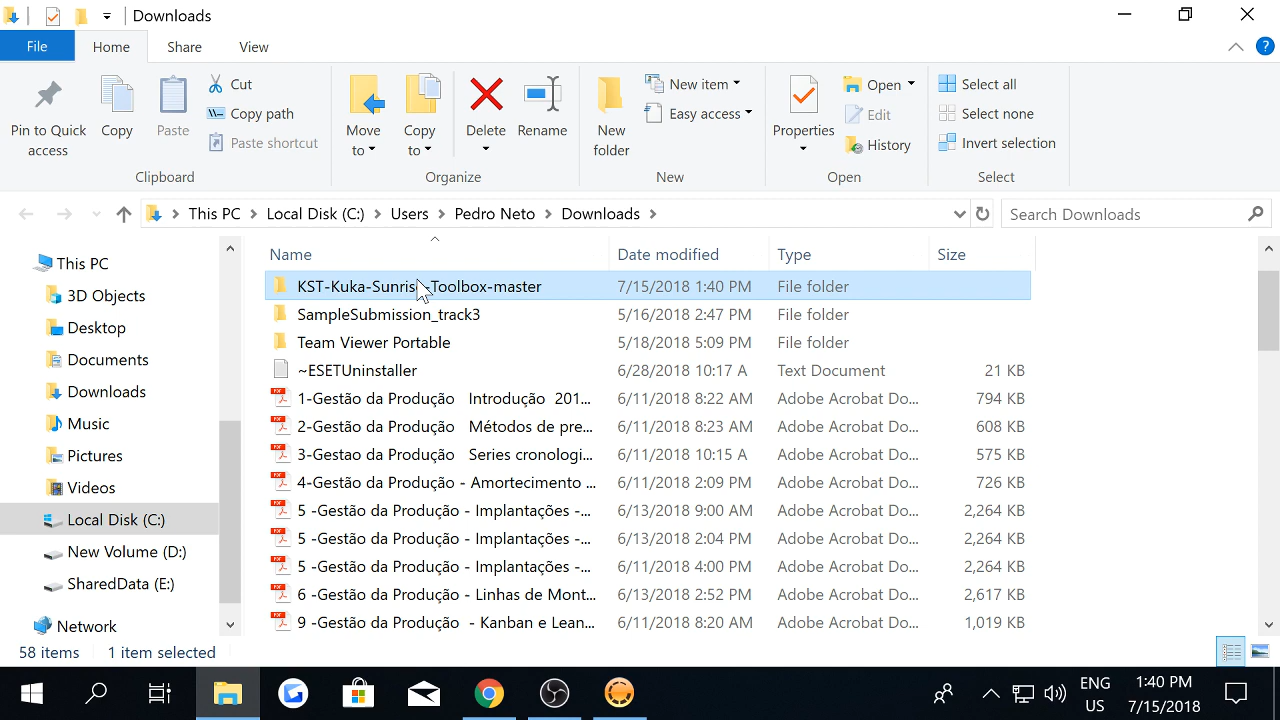 Downloads
File
Home
Share
View
Pin to Quick access
Copy
Paste
Cut
Copy path
Paste shortcut
Clipboard
Move to
Copy to
Delete
Rename
Organize
New folder
New item
Easy access
New
Properties
Open
Edit
History
Open
Select all
Select none
Invert selection
Select
This PC > Local Disk (C:) > Users > Pedro Neto > Downloads >
Search Downloads
This PC
3D Objects
Desktop
Documents
Downloads
Music
Pictures
Videos
Local Disk (C:)
New Volume (D:)
SharedData (E:)
Network
Name Date modified Type Size
KST-Kuka-Sunrise-Toolbox-master 7/15/2018 1:40 PM File folder
SampleSubmission_track3 5/16/2018 2:47 PM File folder
Team Viewer Portable 5/18/2018 5:09 PM File folder
~ESETUninstaller 6/28/2018 10:17 A Text Document 21 KB
1-Gestão da Produção Introdução 201... 6/11/2018 8:22 AM Adobe Acrobat Do... 794 KB
2-Gestão da Produção Métodos de pre... 6/11/2018 8:23 AM Adobe Acrobat Do... 608 KB
3-Gestao da Produção Series cronologi... 6/11/2018 10:15 A Adobe Acrobat Do... 575 KB
4-Gestão da Produção - Amortecimento ... 6/11/2018 2:09 PM Adobe Acrobat Do... 726 KB
5 -Gestão da Produção - Implantações -... 6/13/2018 9:00 AM Adobe Acrobat Do... 2,264 KB
5 -Gestão da Produção - Implantações -... 6/13/2018 2:04 PM Adobe Acrobat Do... 2,264 KB
5 -Gestão da Produção - Implantações -... 6/11/2018 4:00 PM Adobe Acrobat Do... 2,264 KB
6 -Gestão da Produção - Linhas de Mont... 6/13/2018 2:52 PM Adobe Acrobat Do... 2,617 KB
9 -Gestão da Produção - Kanban e Lean... 6/11/2018 8:20 AM Adobe Acrobat Do... 1,019 KB
58 items 1 item selected
ENG
US
1:40 PM
7/15/2018